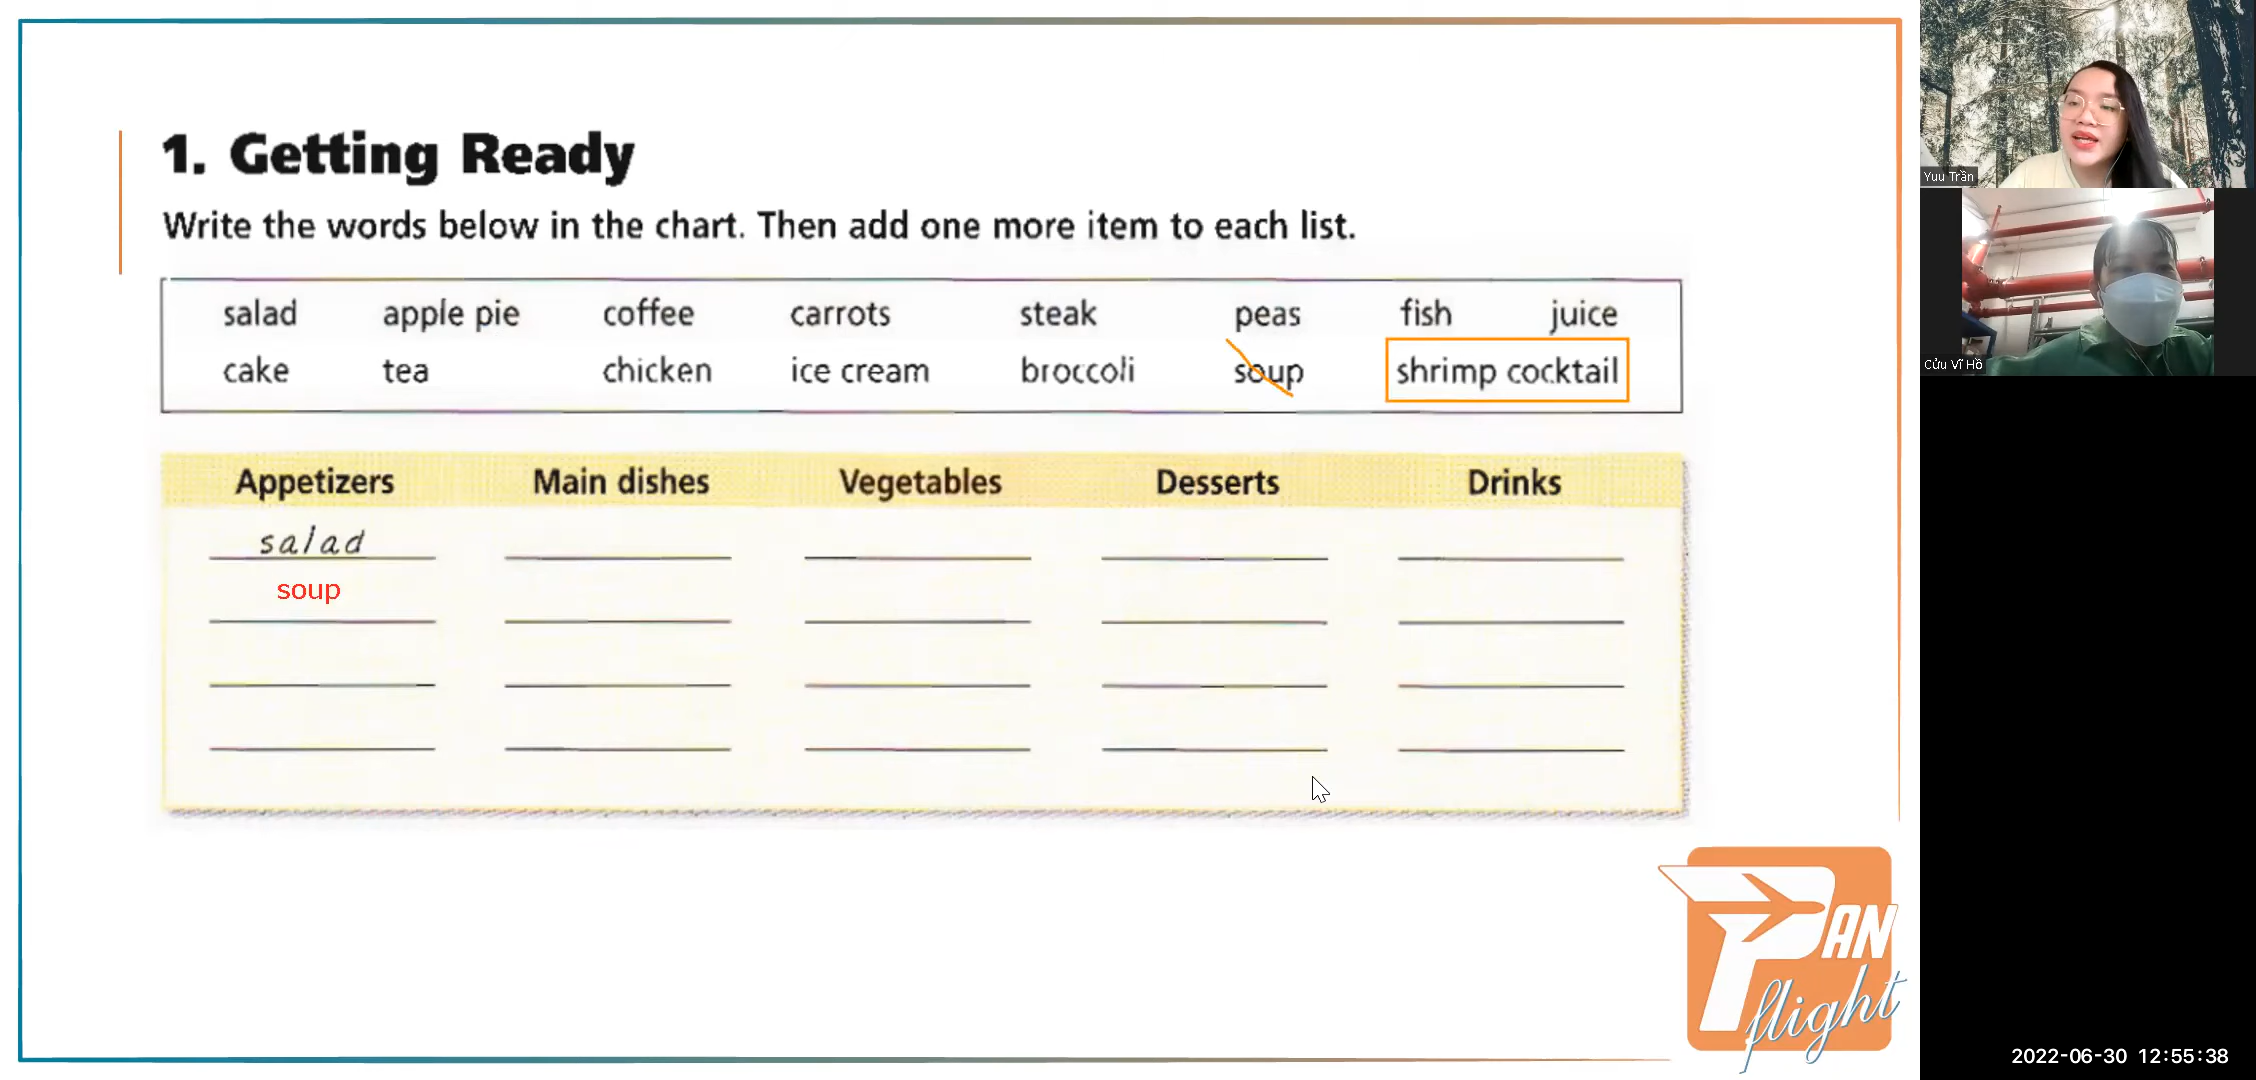 1. Getting Ready
Write the words below in the chart. Then add one more item to each list.
salad apple pie coffee carrots steak peas fish juice
cake tea chicken ice cream broccoli soup shrimp cocktail
Appetizers Main dishes Vegetables Desserts Drinks
salad
soup
PAN
flight
Yuu Trần
Cửu Vĩ Hồ
2022-06-30 12:55:38